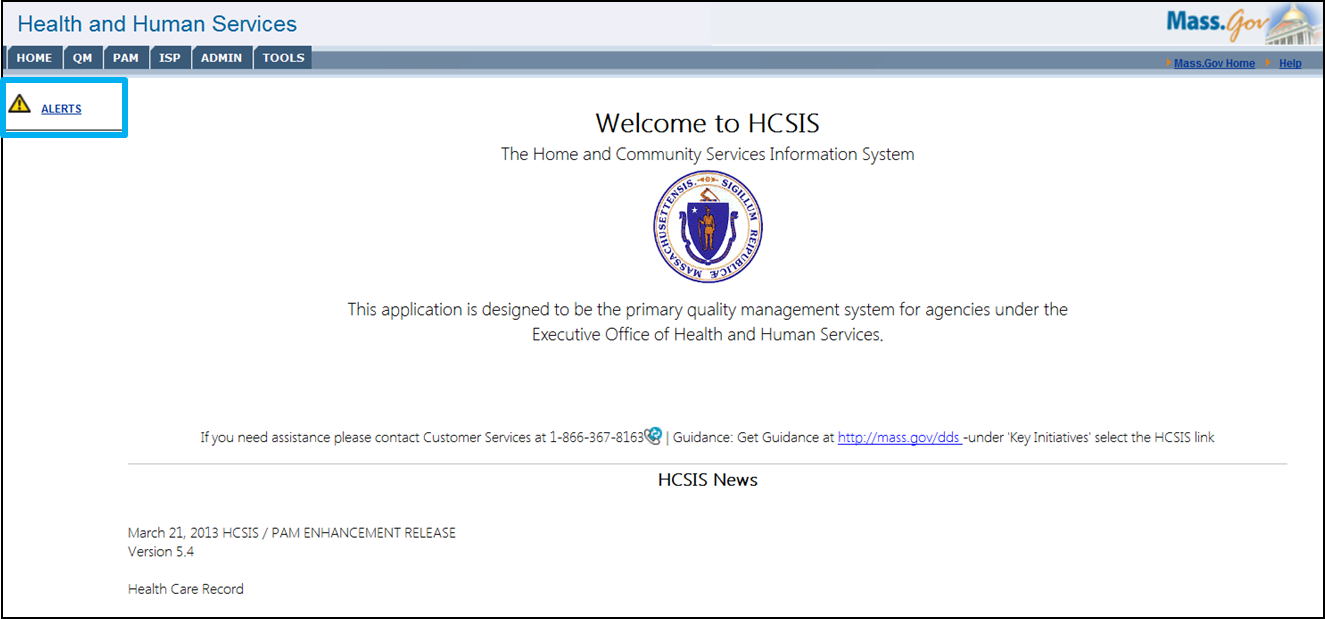 Health and Human Services
Mass.Gov
HOME QM PAM ISP ADMIN TOOLS
Mass.Gov Home Help
ALERTS
Welcome to HCSIS
The Home and Community Services Information System
SIGILLUM REIPUBLICÆ MASSACHUSETTENSIS
This application is designed to be the primary quality management system for agencies under the
Executive Office of Health and Human Services.
If you need assistance please contact Customer Services at 1-866-367-8163 | Guidance: Get Guidance at http://mass.gov/dds -under 'Key Initiatives' select the HCSIS link
HCSIS News
March 21, 2013 HCSIS / PAM ENHANCEMENT RELEASE
Version 5.4
Health Care Record